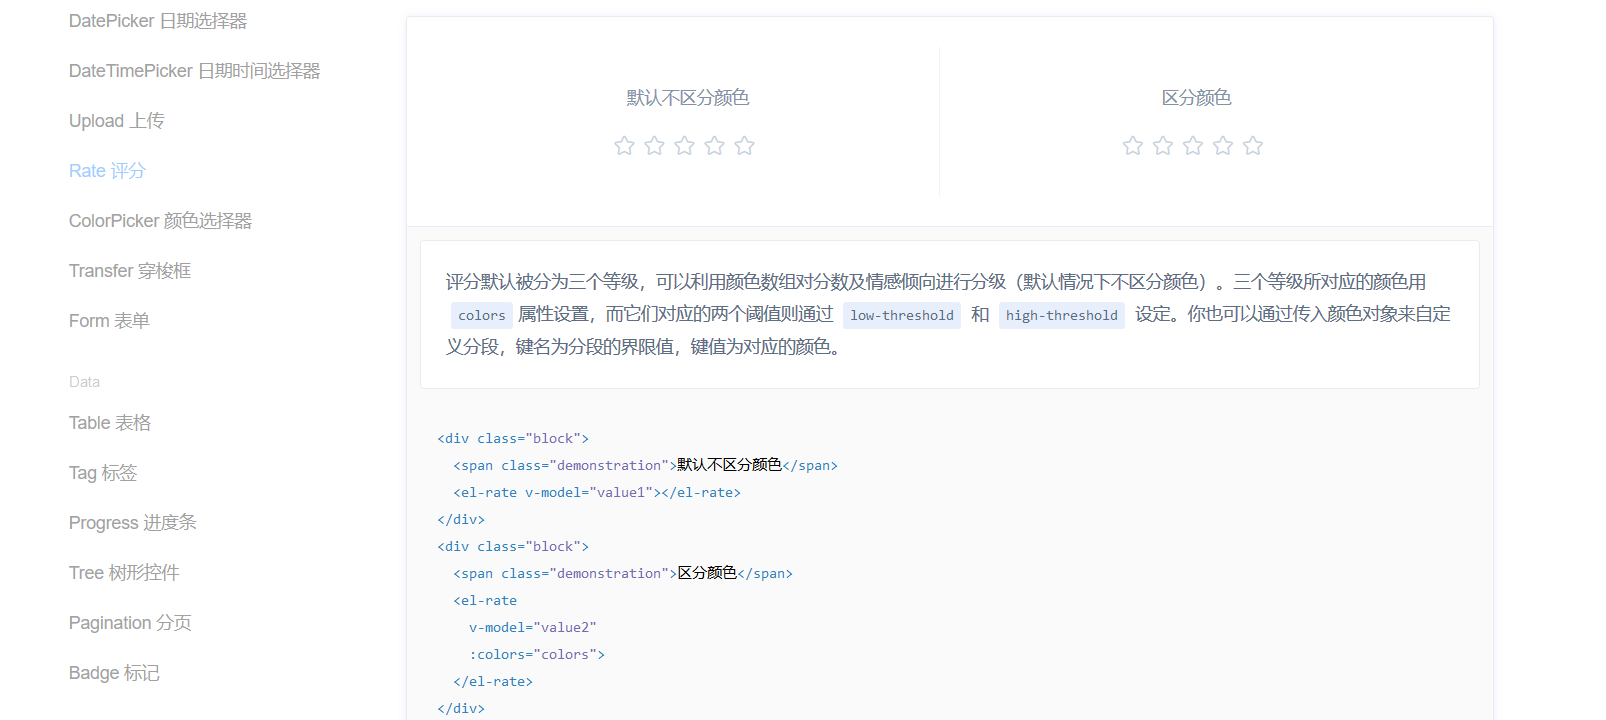 DatePicker 日期选择器
DateTimePicker 日期时间选择器
Upload 上传
Rate 评分
ColorPicker 颜色选择器
Transfer 穿梭框
Form 表单
Data
Table 表格
Tag 标签
Progress 进度条
Tree 树形控件
Pagination 分页
Badge 标记
默认不区分颜色
区分颜色
评分默认被分为三个等级，可以利用颜色数组对分数及情感倾向进行分级（默认情况下不区分颜色）。三个等级所对应的颜色用
colors 属性设置，而它们对应的两个阈值则通过 low-threshold 和 high-threshold 设定。你也可以通过传入颜色对象来自定
义分段，键名为分段的界限值，键值为对应的颜色。
<div class="block">
  <span class="demonstration">默认不区分颜色</span>
  <el-rate v-model="value1"></el-rate>
</div>
<div class="block">
  <span class="demonstration">区分颜色</span>
  <el-rate
    v-model="value2"
    :colors="colors">
  </el-rate>
</div>